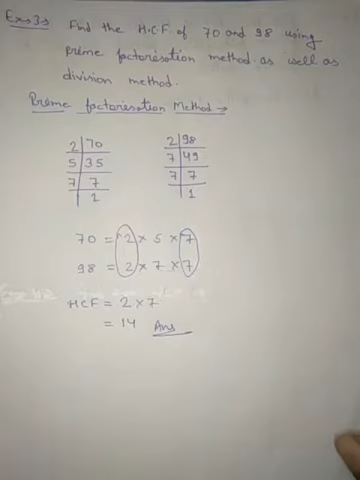 Ex:3:s Find the H.C.F. of 70 and 98 using
prime factorisation method. as well as
division method.
Prime factorisation Method →
2 70 2 98
5 35 7 49
7 7 7 7
1 1
70 = 2 × 5 × 7
98 = 2 × 7 × 7
HCF = 2 × 7
= 14 Ans